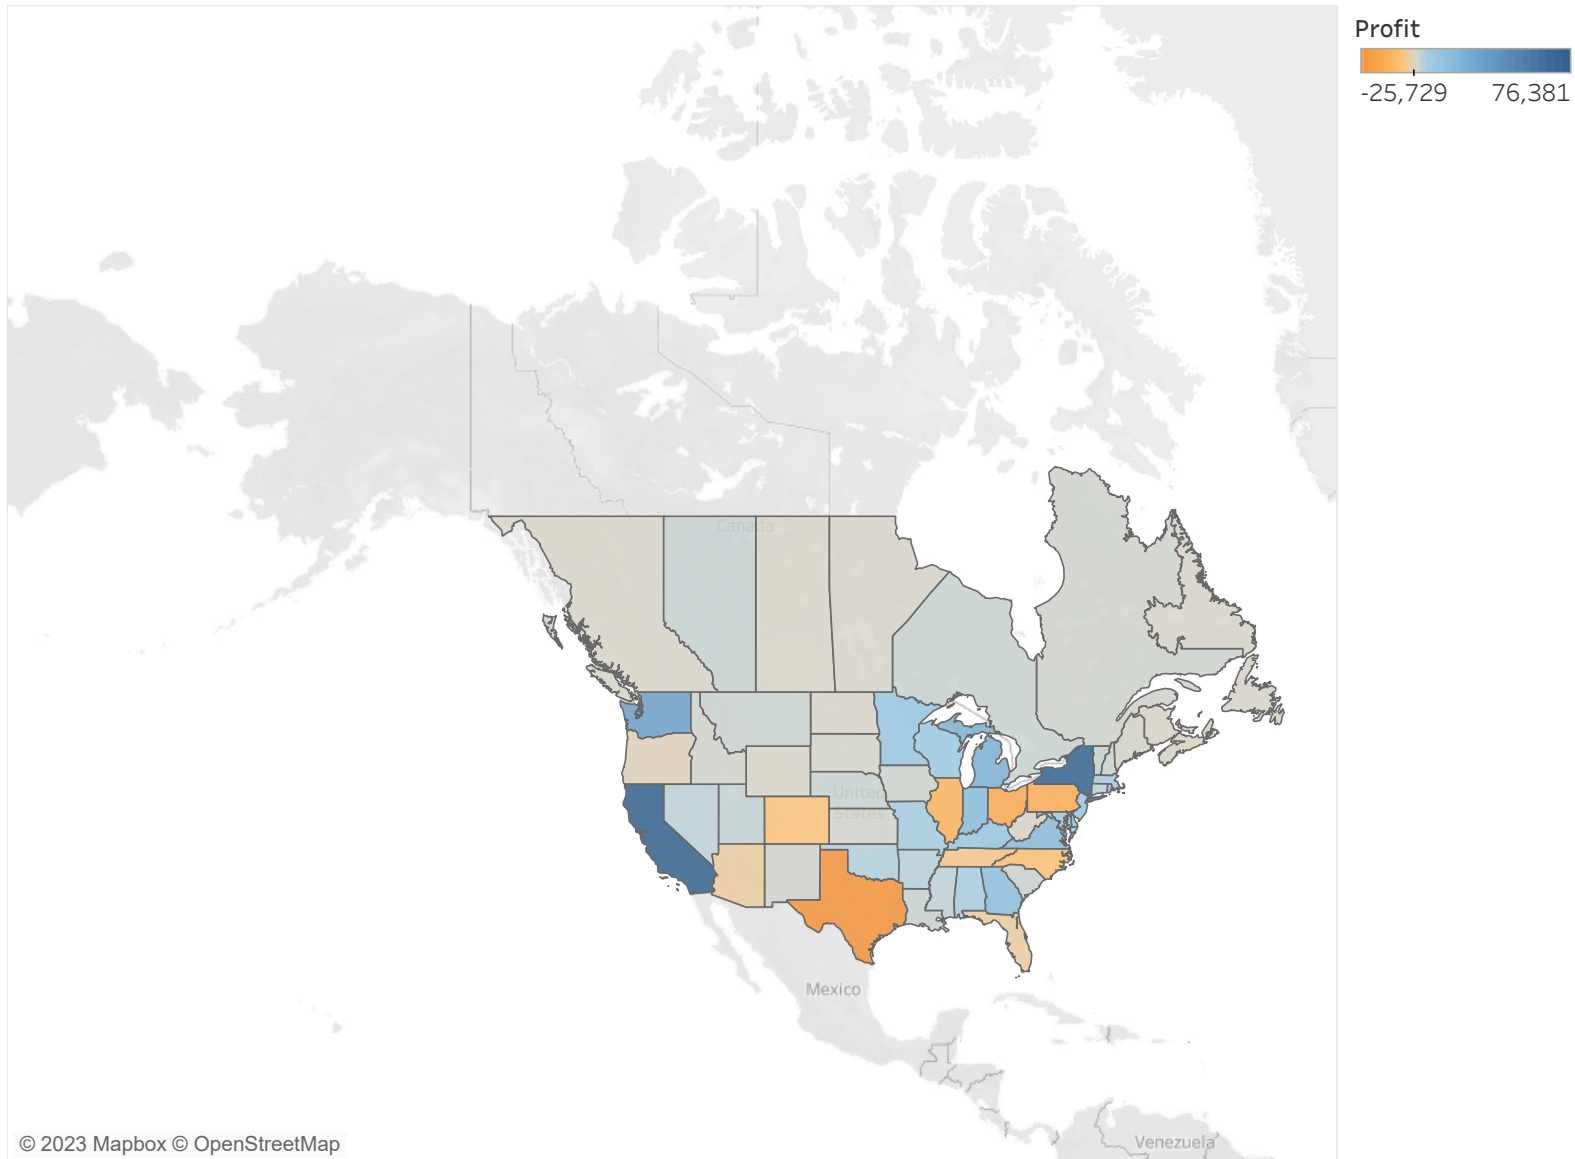 Profit
-25,729 76,381
Canada
United
States
Mexico
Venezuela
© 2023 Mapbox © OpenStreetMap